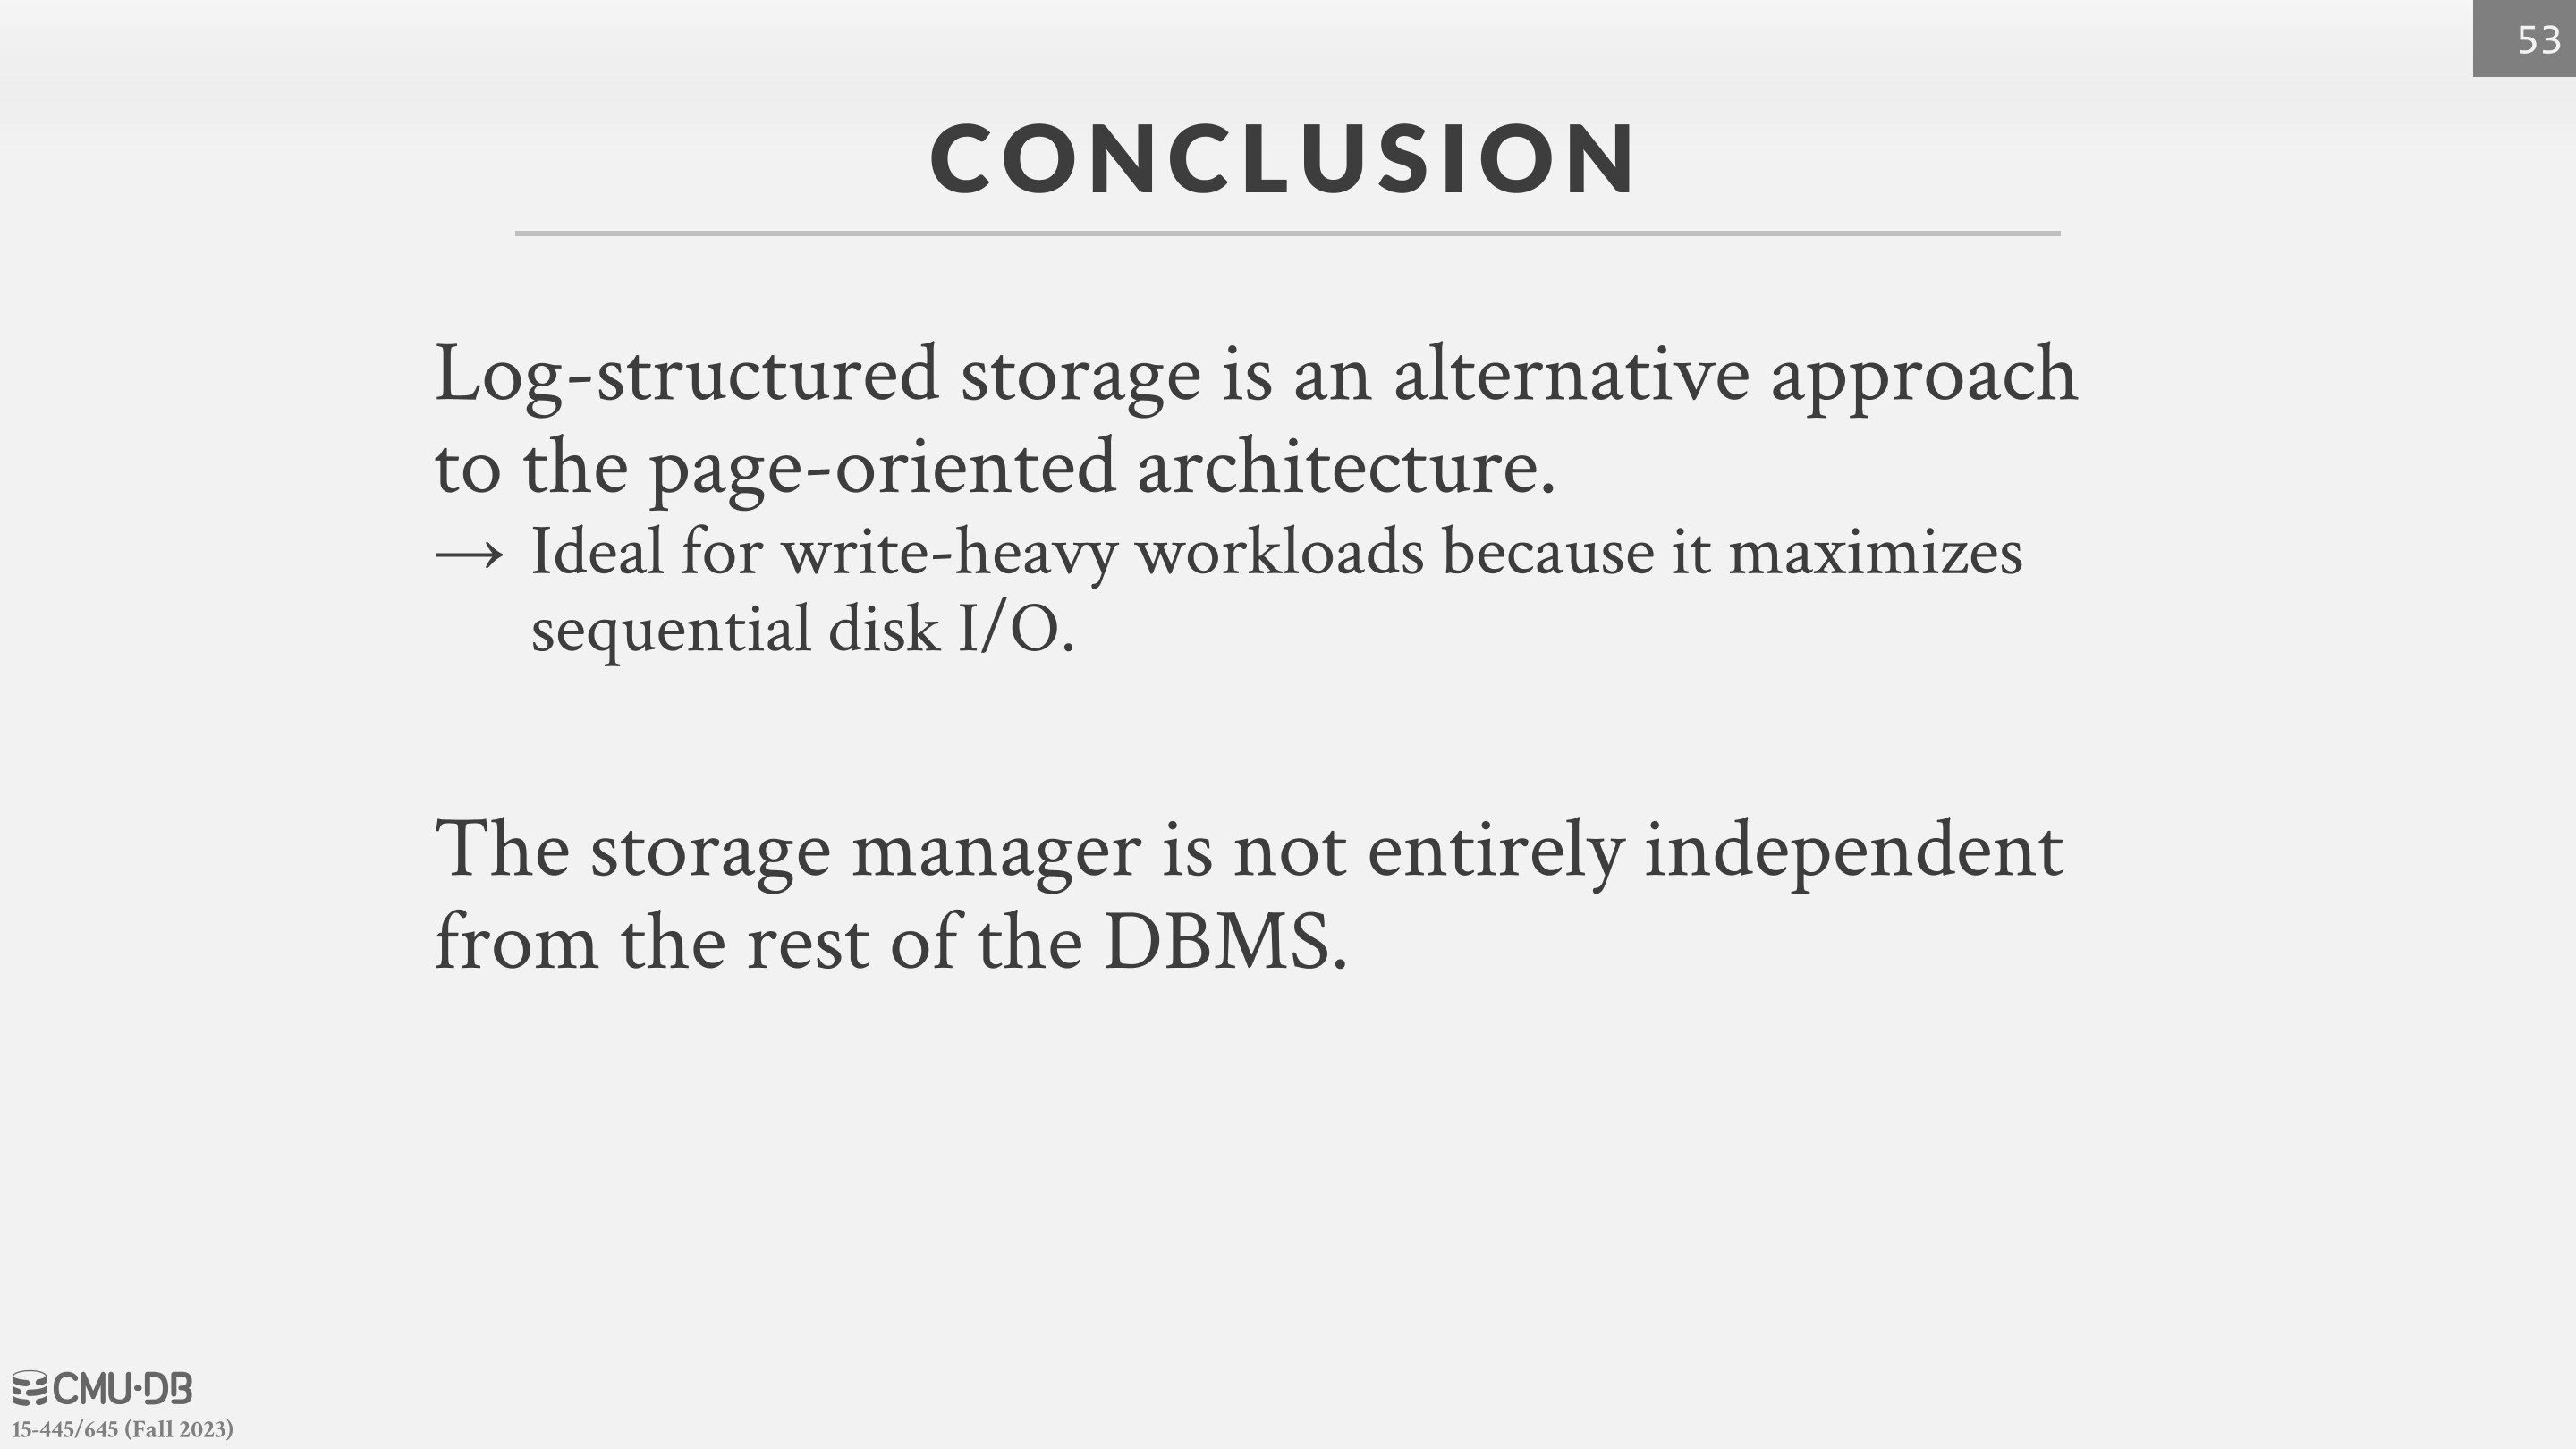 53
CONCLUSION
Log-structured storage is an alternative approach
to the page-oriented architecture.
→ Ideal for write-heavy workloads because it maximizes
sequential disk I/O.
The storage manager is not entirely independent
from the rest of the DBMS.
CMU·DB
15-445/645 (Fall 2023)